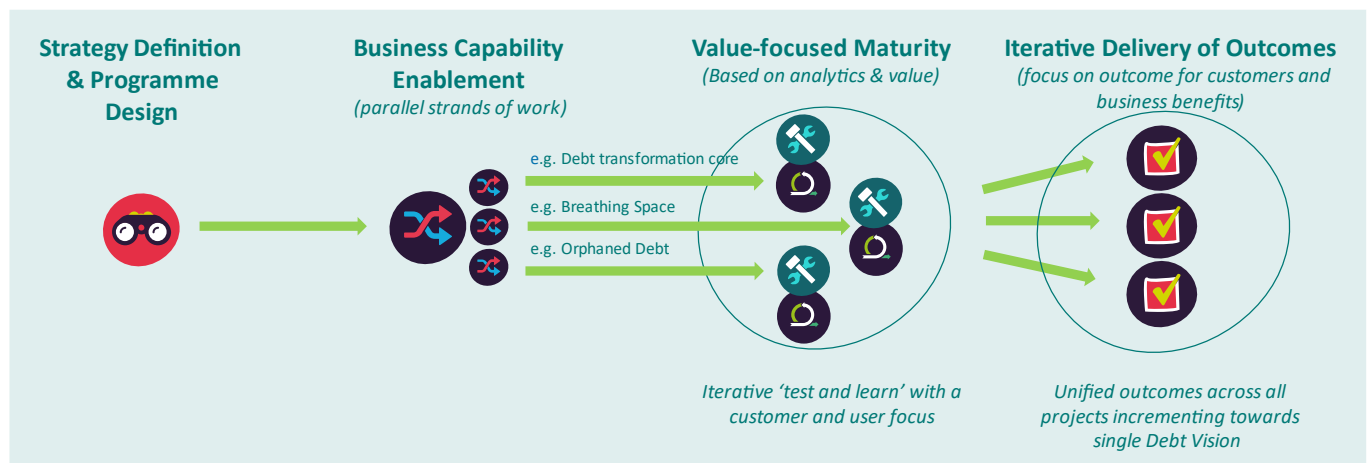 Strategy Definition
& Programme
Design
Business Capability
Enablement
(parallel strands of work)
Value-focused Maturity
(Based on analytics & value)
Iterative Delivery of Outcomes
(focus on outcome for customers and
business benefits)
e.g. Debt transformation core
e.g. Breathing Space
e.g. Orphaned Debt
Iterative ‘test and learn’ with a
customer and user focus
Unified outcomes across all
projects incrementing towards
single Debt Vision